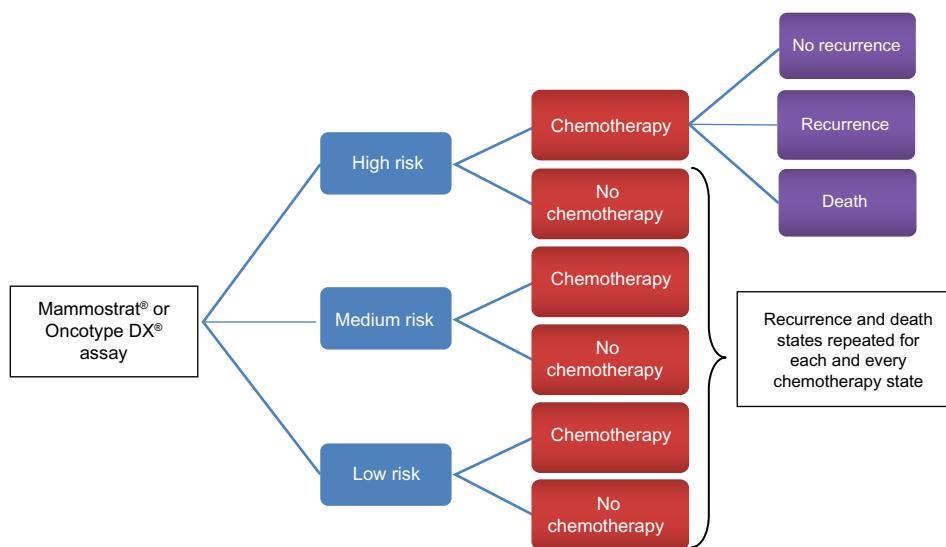 No recurrence
Chemotherapy
Recurrence
High risk
No
chemotherapy
Death
Mammostrat® or
Oncotype DX®
assay
Chemotherapy
Medium risk
No
chemotherapy
Recurrence and death
states repeated for
each and every
chemotherapy state
Chemotherapy
Low risk
No
chemotherapy